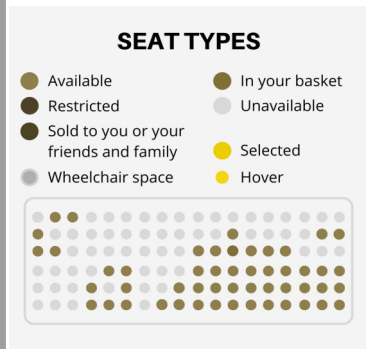 SEAT TYPES
Available
In your basket
Restricted
Unavailable
Sold to you or your
friends and family
Selected
Wheelchair space
Hover